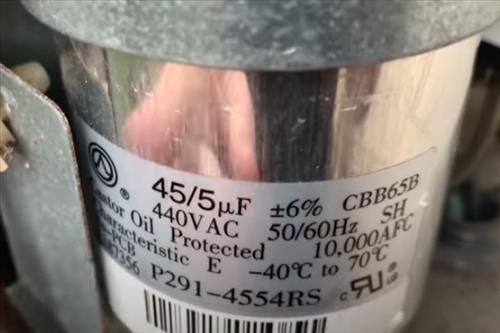 45/5µF ±6% CBB65B
440VAC 50/60Hz SH
Oil Protected 10,000AFC
Characteristic E -40°C to 70°C
P291-4554RS